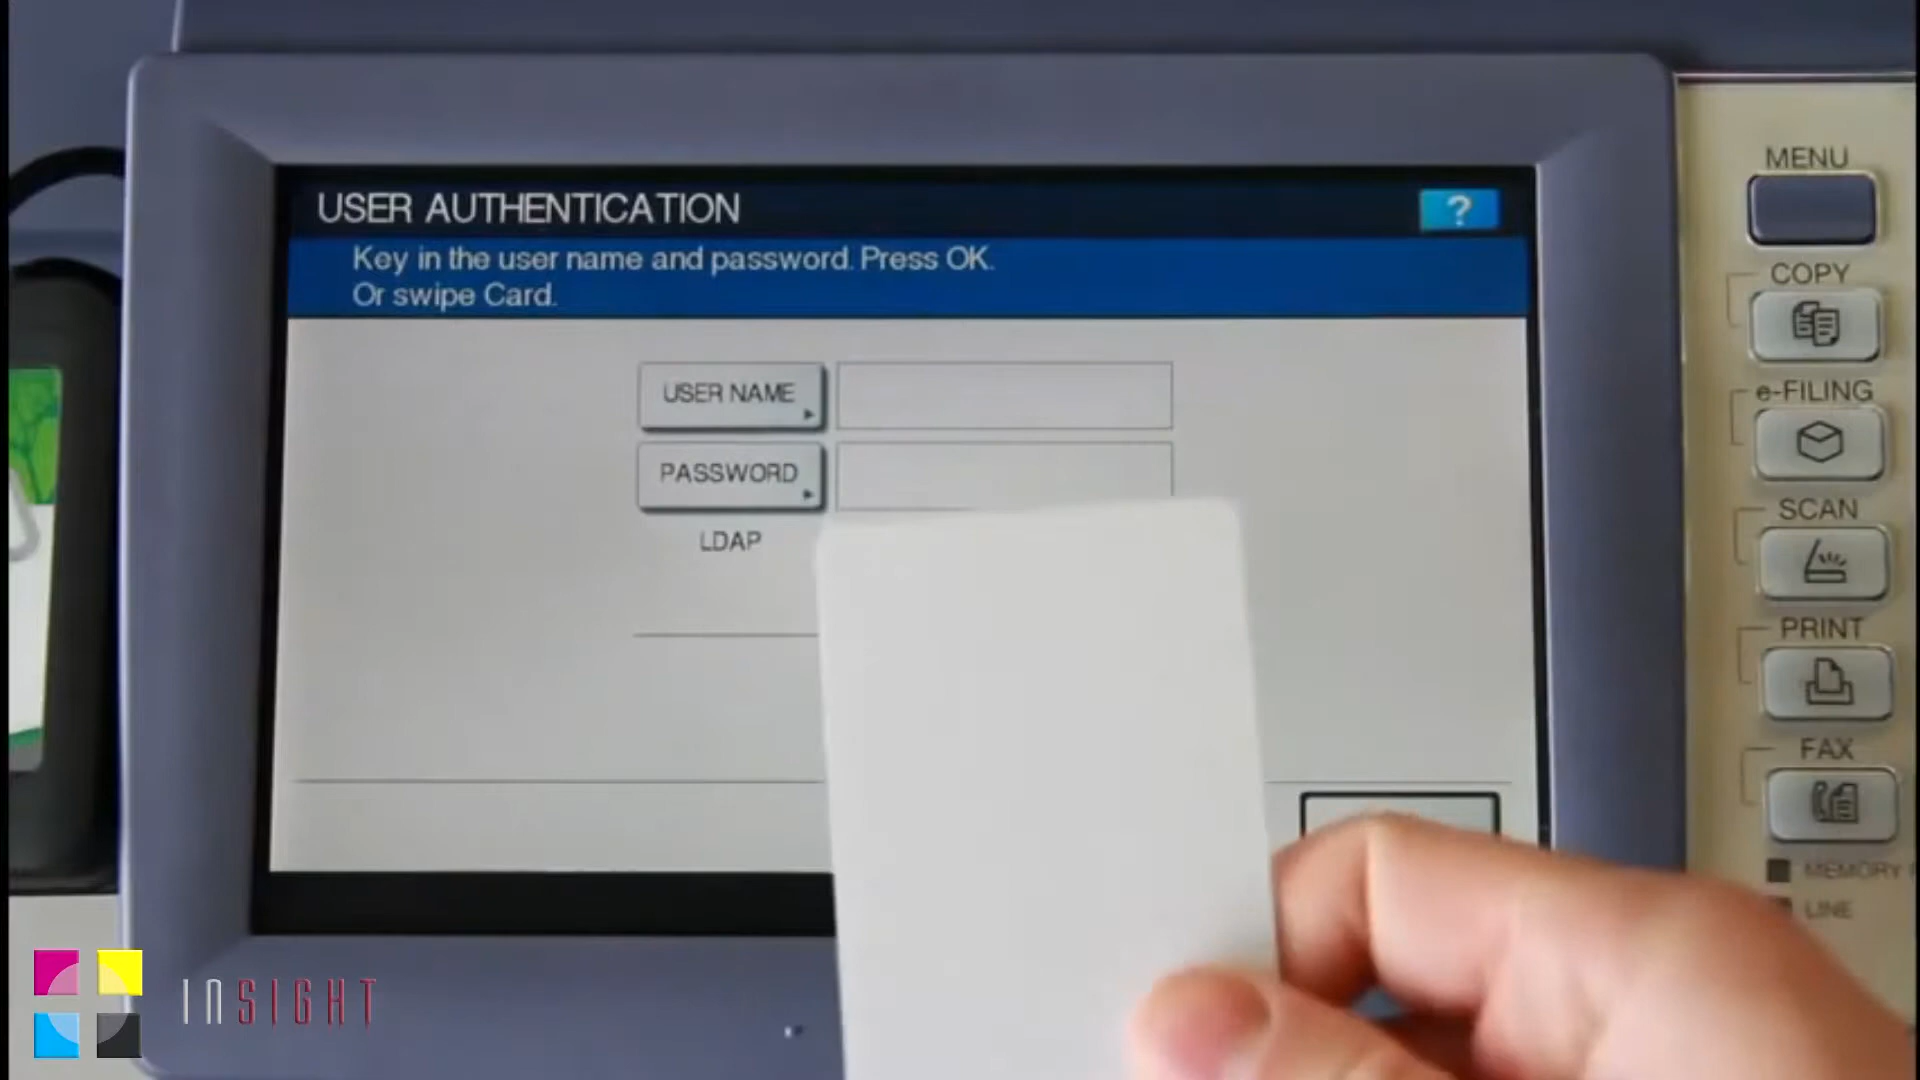 USER AUTHENTICATION
?
Key in the user name and password. Press OK.
Or swipe Card.
USER NAME
PASSWORD
LDAP
MENU
COPY
e-FILING
SCAN
PRINT
FAX
MEMORY
LINE
INSIGHT